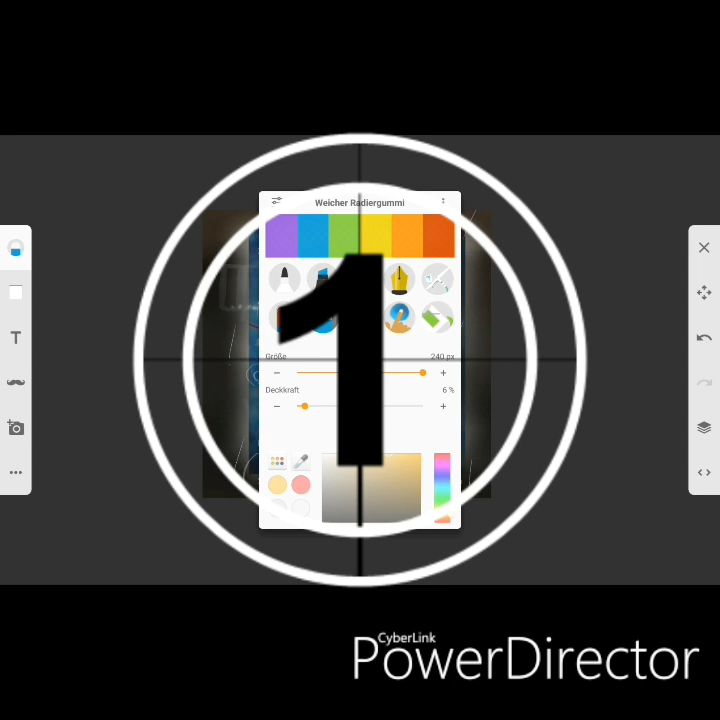 Weicher Radiergummi
1
Größe
240 px
Deckkraft
6 %
T
CyberLink
PowerDirector